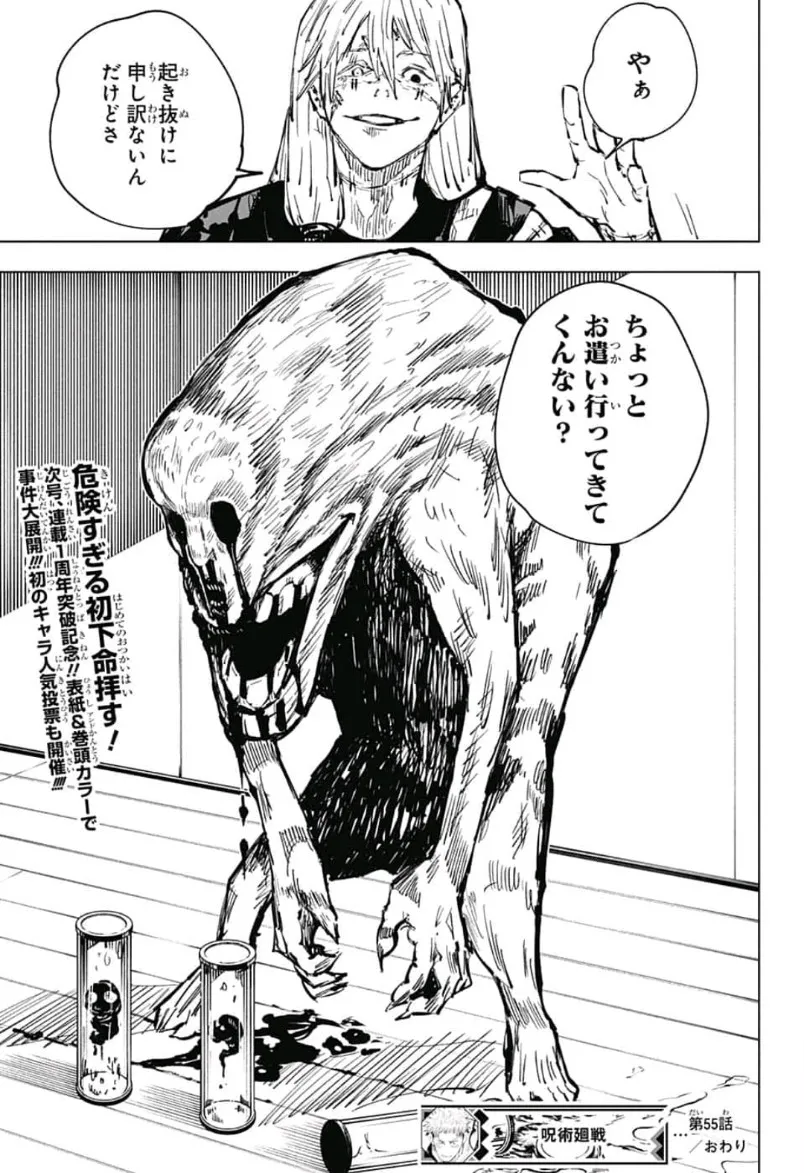 やぁ
起き抜けに
申し訳ないん
だけどさ
ちょっと
お遣い行ってきて
くんない?
危険すぎる初下命拝す!
次号、連載1周年突破記念!!表紙&巻頭カラーで
事件大展開!!!初のキャラ人気投票も開催!!!!
呪術廻戦
第55話
…/おわり